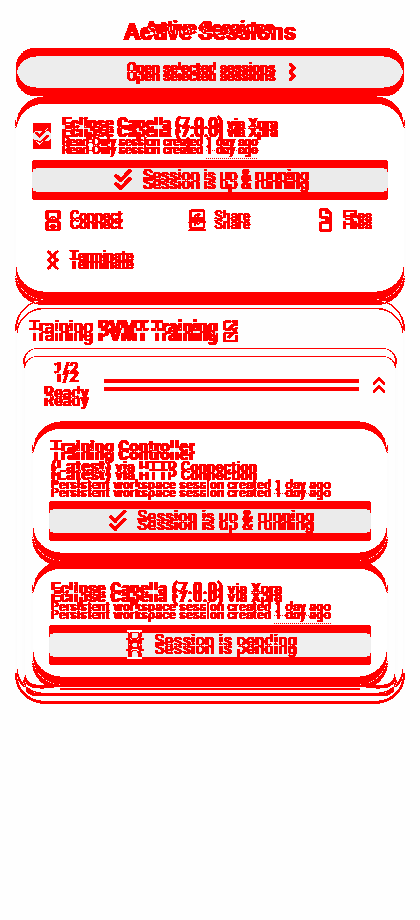 Active Sessions
Open selected sessions
Eclipse Capella (7.0.0) via Xpra
Read-Only session created 1 day ago
Session is up & running
Connect
Share
Files
Terminate
Training PVMT Training
1/2
Ready
Training Controller
(Latest) via HTTP Connection
Persistent workspace session created 1 day ago
Session is up & running
Eclipse Capella (7.0.0) via Xpra
Persistent workspace session created 1 day ago
Session is pending